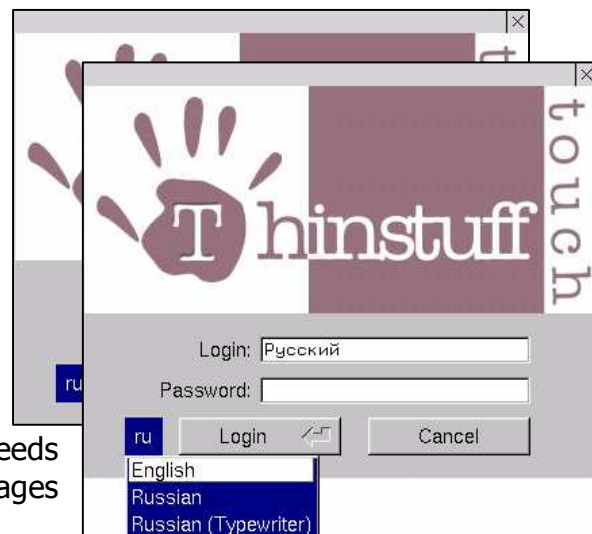 Thinstuff
touch
Login: Русский
Password:
ru
ru Login Cancel
eeds
English
ages
Russian
Russian (Typewriter)